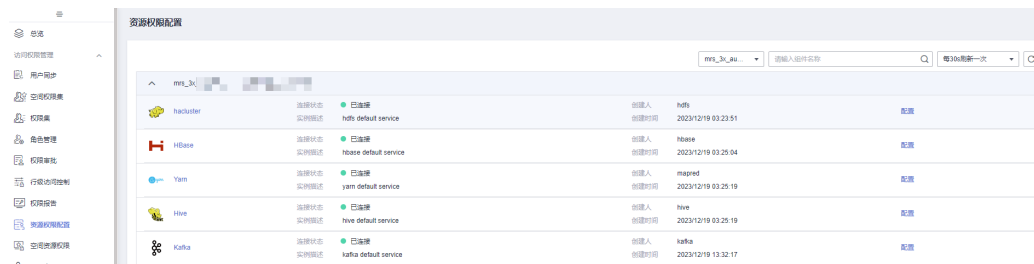 资源权限配置
总览
访问权限管理
用户同步
空间权限集
权限集
角色管理
权限审批
行级访问控制
权限报告
资源权限配置
空间资源权限
mrs_3x_au... 请输入组件名称 每30s刷新一次
mrs_3x
hacluster 连接状态 已连接 创建人 hdfs 配置
实例描述 hdfs default service 创建时间 2023/12/19 03:23:51
HBase 连接状态 已连接 创建人 hbase 配置
实例描述 hbase default service 创建时间 2023/12/19 03:25:04
Yarn 连接状态 已连接 创建人 mapred 配置
实例描述 yarn default service 创建时间 2023/12/19 03:25:19
Hive 连接状态 已连接 创建人 hive 配置
实例描述 hive default service 创建时间 2023/12/19 03:25:19
Kafka 连接状态 已连接 创建人 kafka 配置
实例描述 kafka default service 创建时间 2023/12/19 13:32:17